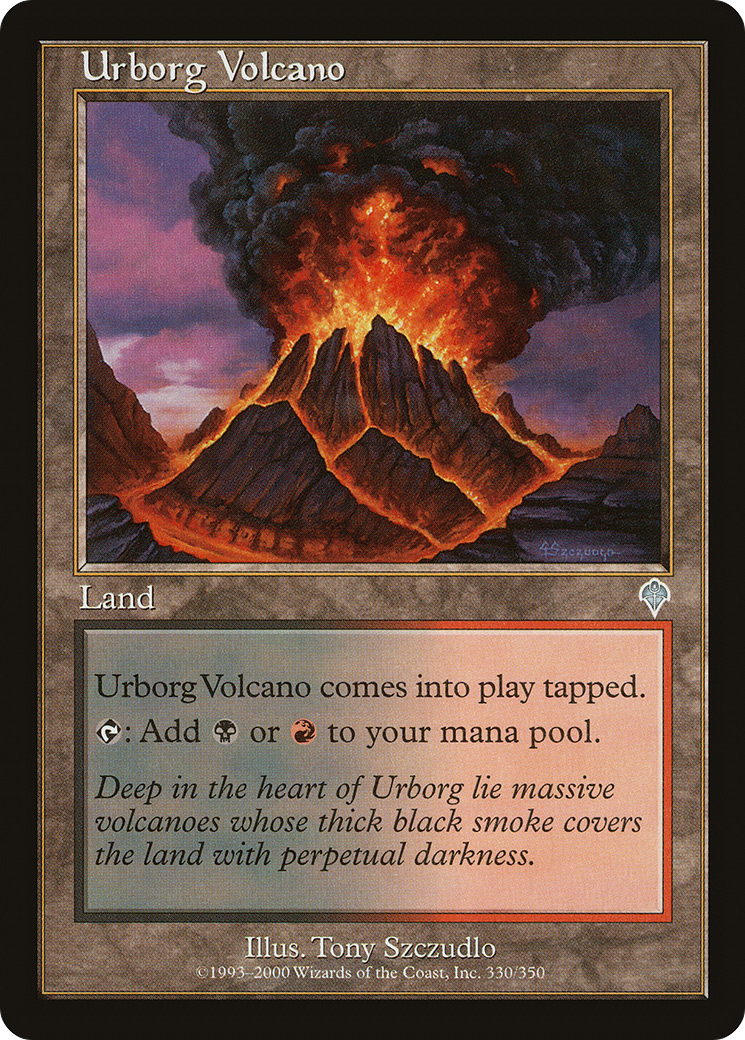 Urborg Volcano
Szczudlo
Land
Urborg Volcano comes into play tapped.
: Add or to your mana pool.
Deep in the heart of Urborg lie massive
volcanoes whose thick black smoke covers
the land with perpetual darkness.
Illus. Tony Szczudlo
©1993–2000 Wizards of the Coast, Inc. 330/350